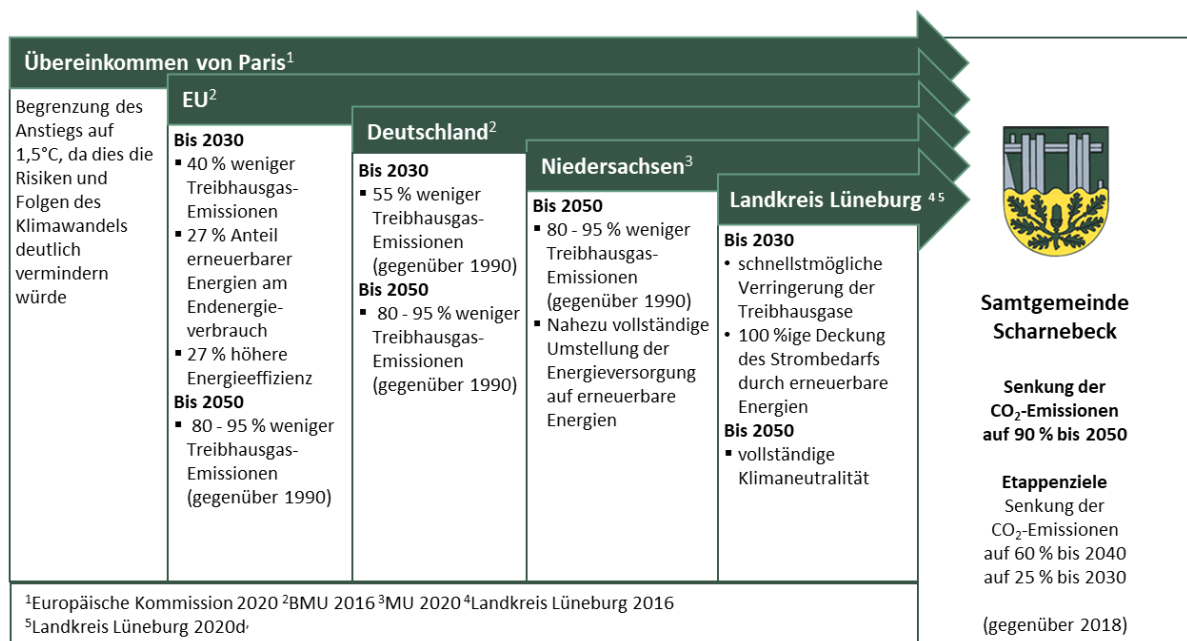 Übereinkommen von Paris¹
Begrenzung des
Anstiegs auf
1,5°C, da dies die
Risiken und
Folgen des
Klimawandels
deutlich
vermindern
würde
EU²
Bis 2030
▪ 40 % weniger
Treibhausgas-
Emissionen
▪ 27 % Anteil
erneuerbarer
Energien am
Endenergie-
verbrauch
▪ 27 % höhere
Energieeffizienz
Bis 2050
▪ 80 - 95 % weniger
Treibhausgas-
Emissionen
(gegenüber 1990)
Deutschland²
Bis 2030
▪ 55 % weniger
Treibhausgas-
Emissionen
(gegenüber 1990)
Bis 2050
▪ 80 - 95 % weniger
Treibhausgas-
Emissionen
(gegenüber 1990)
Niedersachsen³
Bis 2050
▪ 80 - 95 % weniger
Treibhausgas-
Emissionen
(gegenüber 1990)
▪ Nahezu vollständige
Umstellung der
Energieversorgung
auf erneuerbare
Energien
Landkreis Lüneburg ⁴ ⁵
Bis 2030
• schnellstmögliche
Verringerung der
Treibhausgase
• 100 %ige Deckung
des Strombedarfs
durch erneuerbare
Energien
Bis 2050
▪ vollständige
Klimaneutralität
Samtgemeinde
Scharnebeck
Senkung der
CO₂-Emissionen
auf 90 % bis 2050
Etappenziele
Senkung der
CO₂-Emissionen
auf 60 % bis 2040
auf 25 % bis 2030
(gegenüber 2018)
¹Europäische Kommission 2020 ²BMU 2016 ³MU 2020 ⁴Landkreis Lüneburg 2016
⁵Landkreis Lüneburg 2020d,